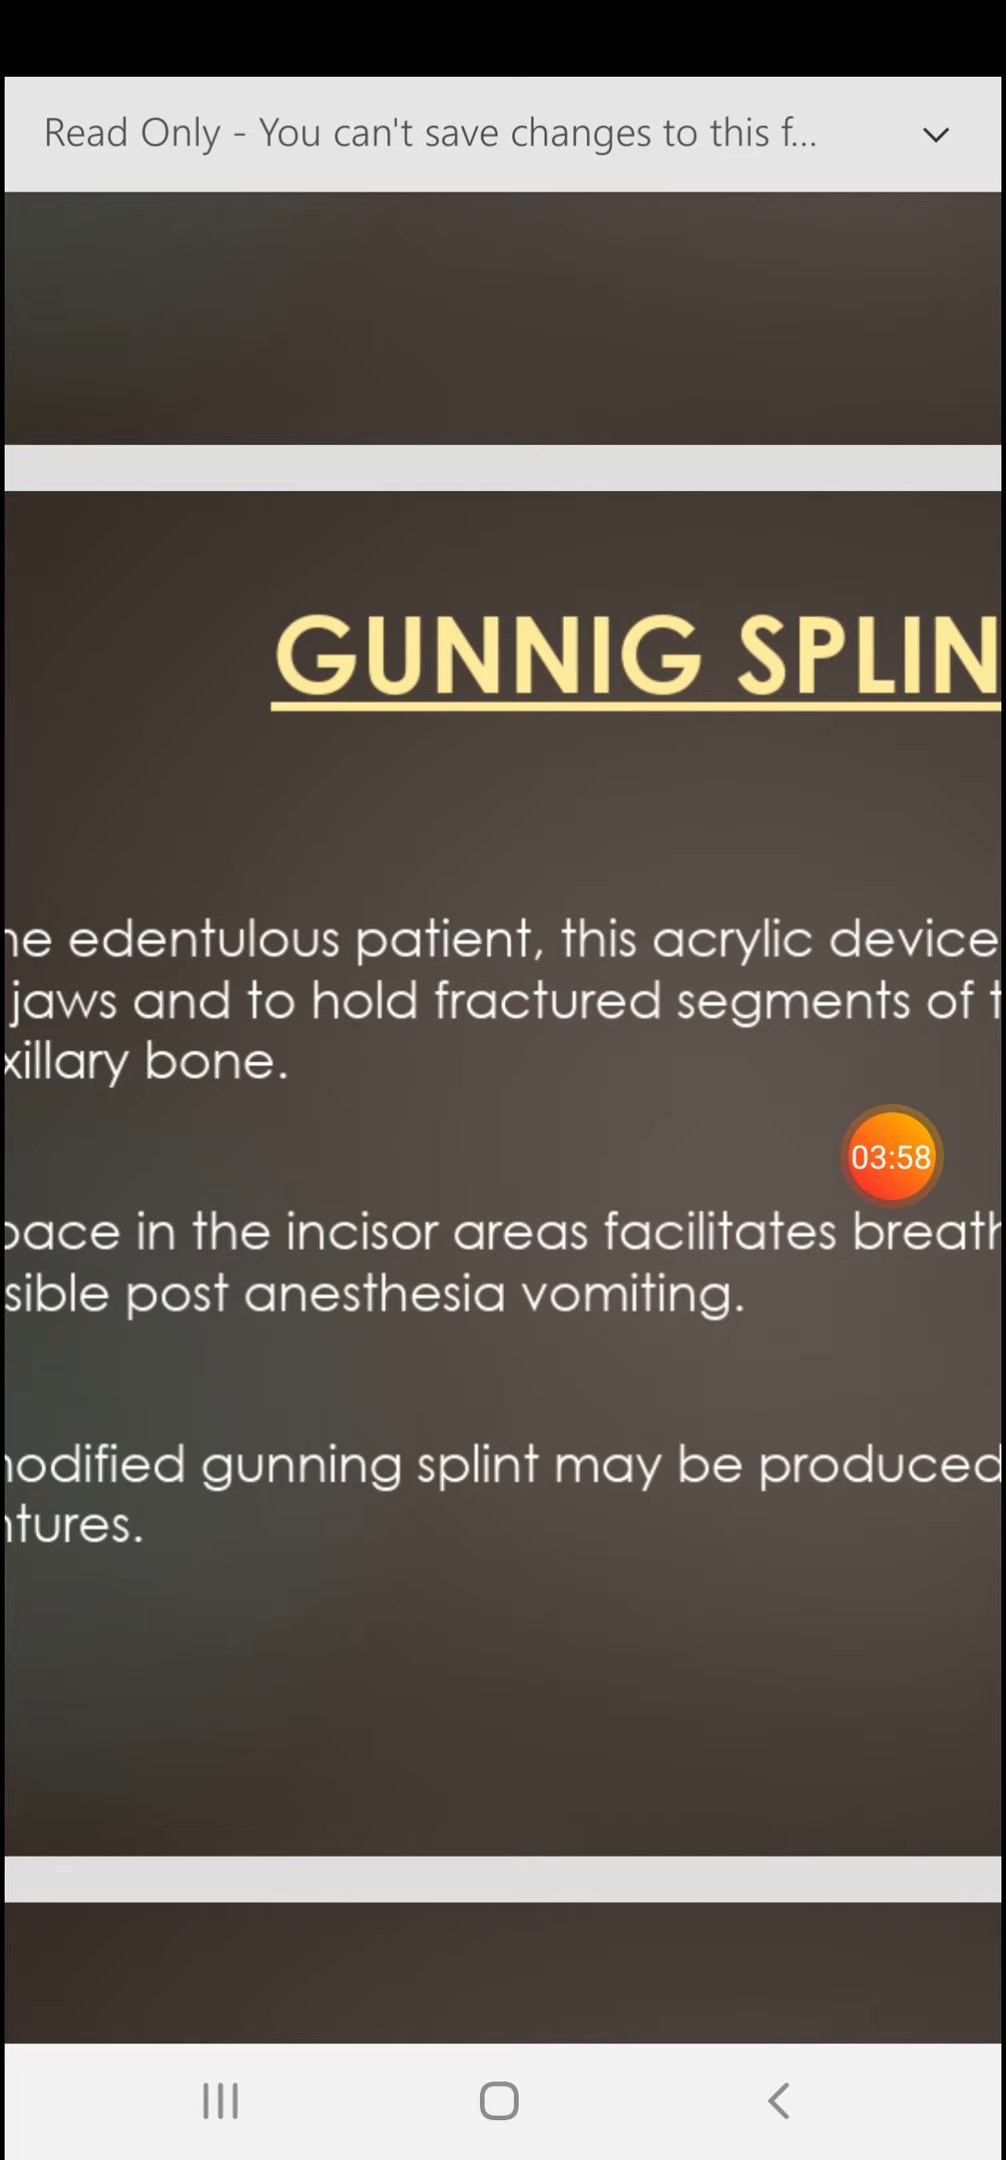 Read Only - You can't save changes to this f...
GUNNIG SPLIN
ne edentulous patient, this acrylic device
jaws and to hold fractured segments of t
xillary bone.
03:58
pace in the incisor areas facilitates breath
sible post anesthesia vomiting.
nodified gunning splint may be produced
ntures.